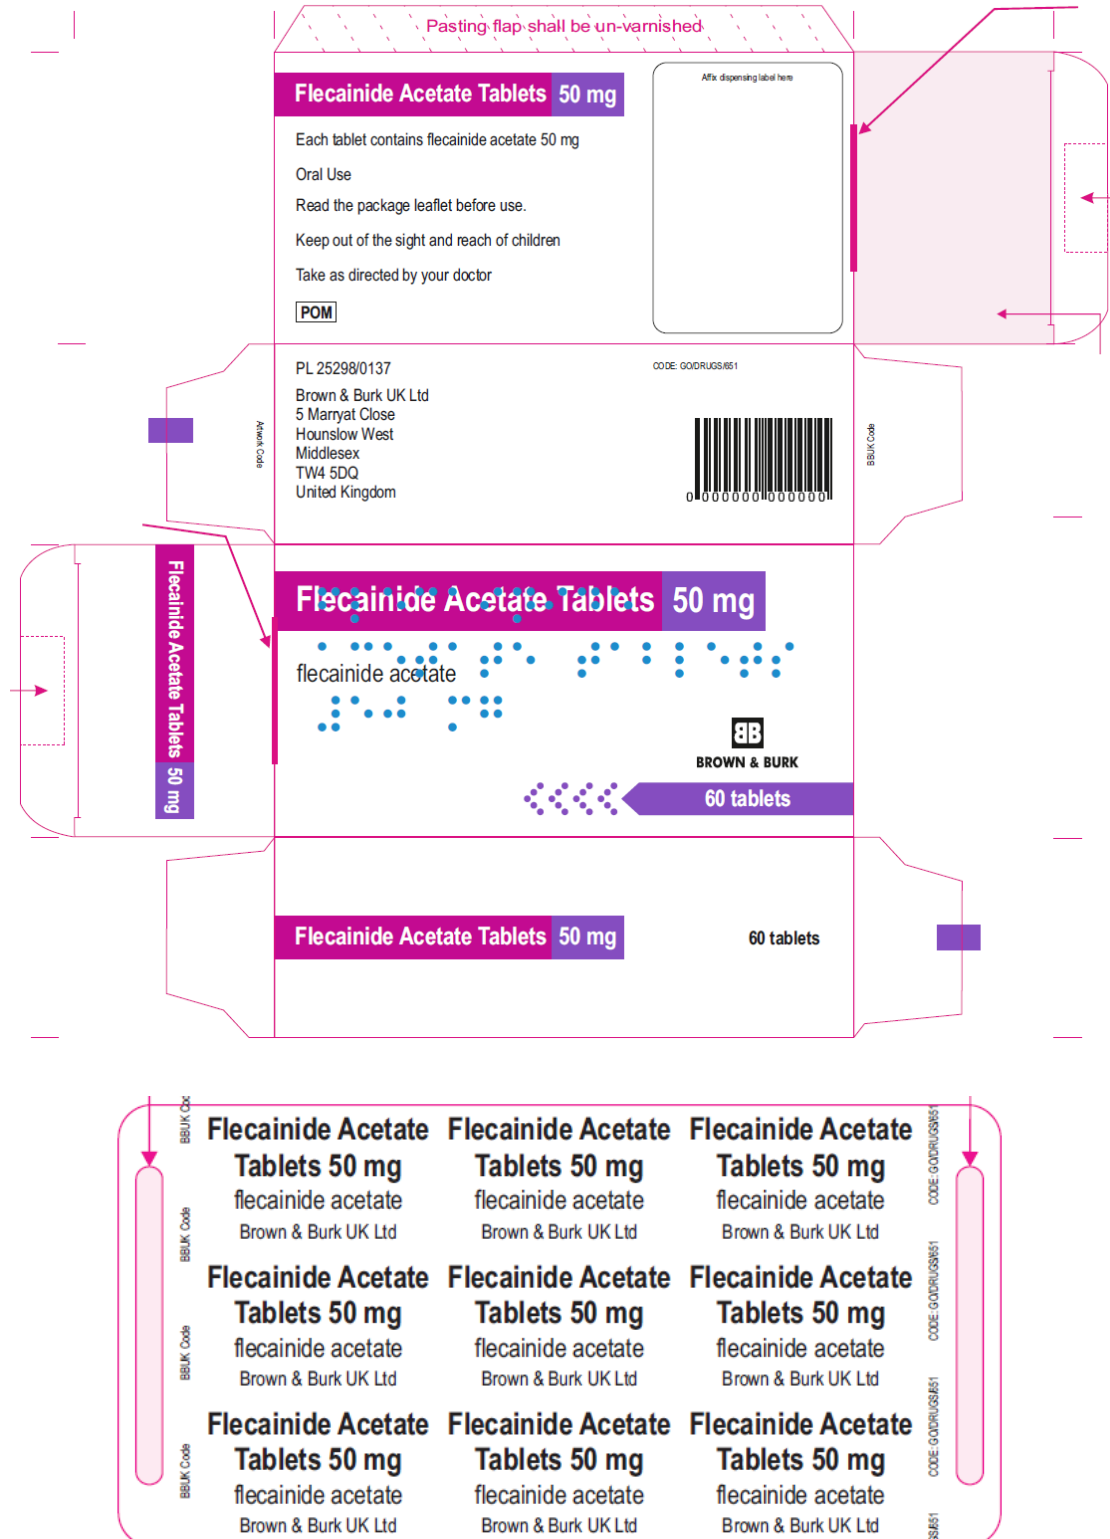 Pasting flap shall be un-varnished
Flecainide Acetate Tablets 50 mg
Affix dispensing label here
Each tablet contains flecainide acetate 50 mg
Oral Use
Read the package leaflet before use.
Keep out of the sight and reach of children
Take as directed by your doctor
POM
PL 25298/0137
CODE: GO/DRUGS/651
Brown & Burk UK Ltd
5 Marryat Close
Hounslow West
Middlesex
TW4 5DQ
United Kingdom
Artwork Code
0 000000 000000
BBUK Code
Flecainide Acetate Tablets 50 mg
Flecainide Acetate Tablets 50 mg
flecainide acetate
BB
BROWN & BURK
60 tablets
Flecainide Acetate Tablets 50 mg
60 tablets
BBUK Coc
BBUK Code
BBUK Code
BBUK Code
Flecainide Acetate Flecainide Acetate Flecainide Acetate
Tablets 50 mg Tablets 50 mg Tablets 50 mg
flecainide acetate flecainide acetate flecainide acetate
Brown & Burk UK Ltd Brown & Burk UK Ltd Brown & Burk UK Ltd
Flecainide Acetate Flecainide Acetate Flecainide Acetate
Tablets 50 mg Tablets 50 mg Tablets 50 mg
flecainide acetate flecainide acetate flecainide acetate
Brown & Burk UK Ltd Brown & Burk UK Ltd Brown & Burk UK Ltd
Flecainide Acetate Flecainide Acetate Flecainide Acetate
Tablets 50 mg Tablets 50 mg Tablets 50 mg
flecainide acetate flecainide acetate flecainide acetate
Brown & Burk UK Ltd Brown & Burk UK Ltd Brown & Burk UK Ltd
CODE: GO/DRUGS/651
CODE: GO/DRUGS/651
CODE: GO/DRUGS/651
GS/651